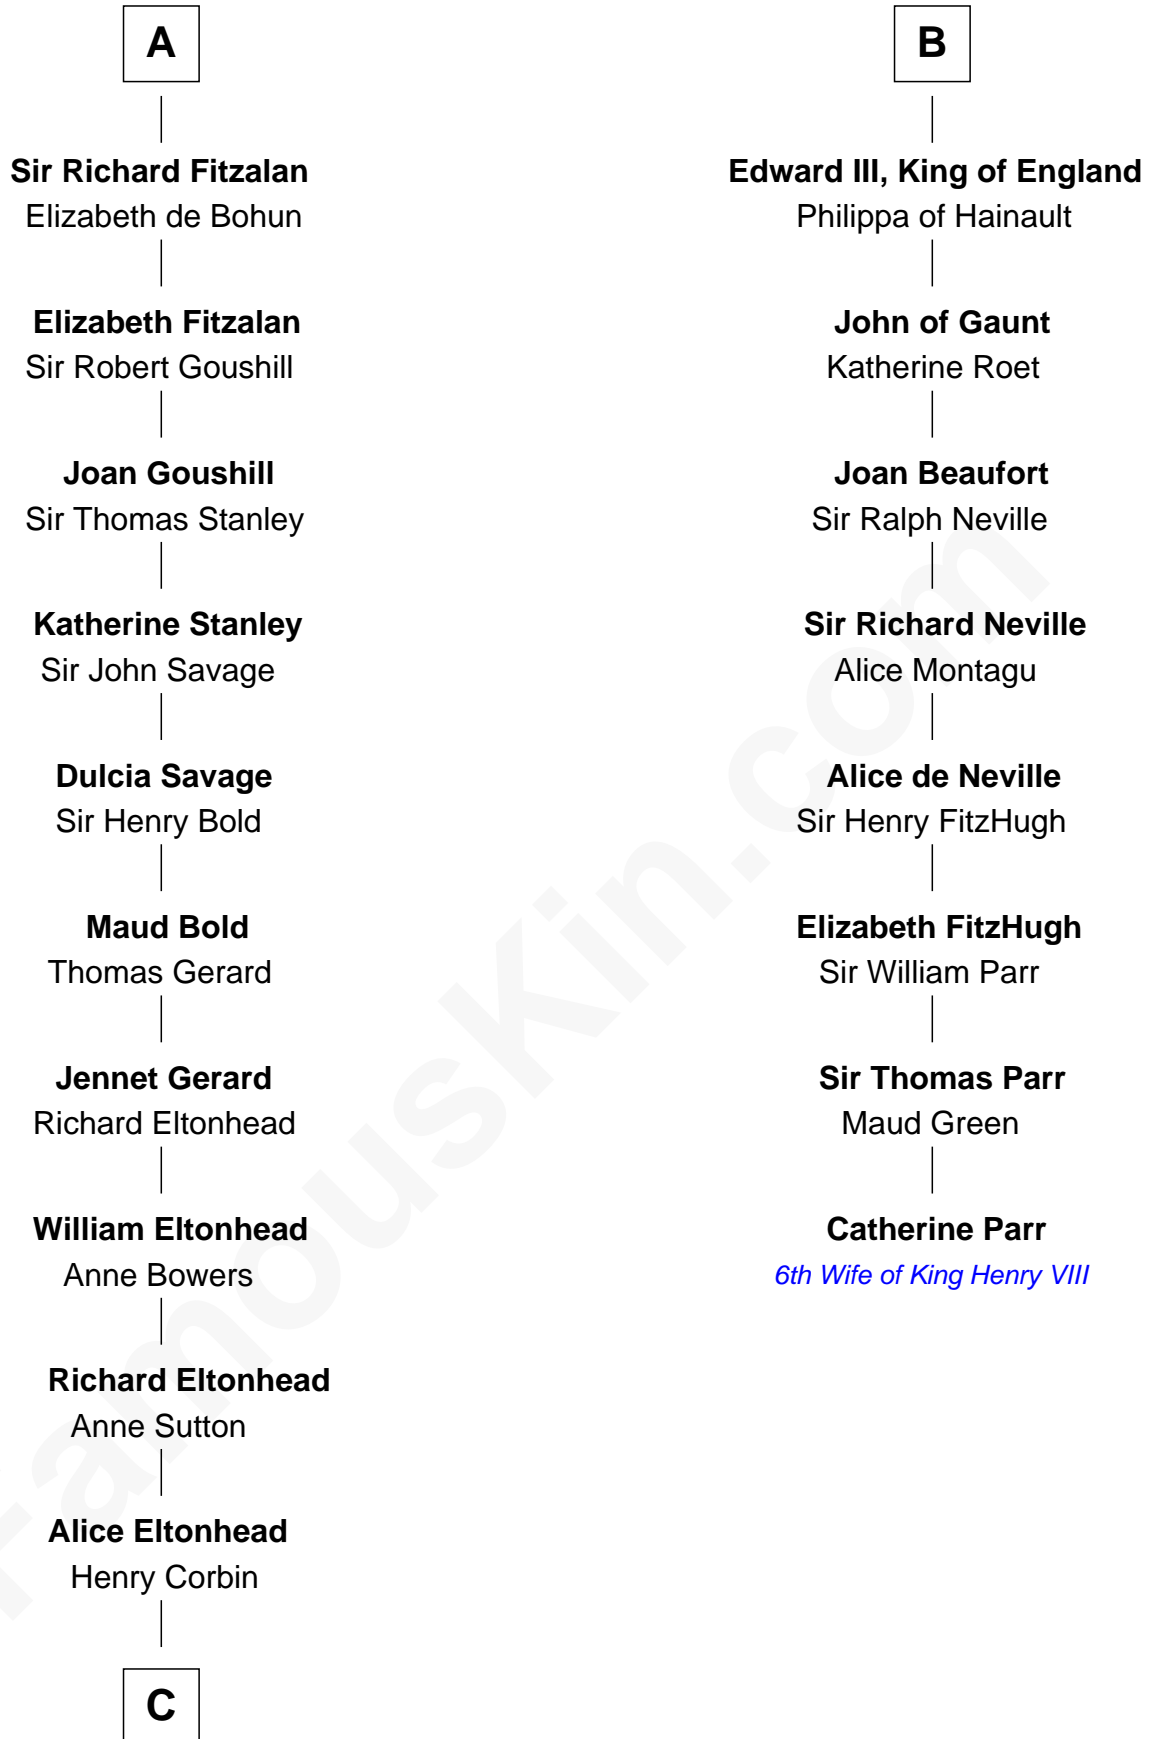 A
Sir Richard Fitzalan
Elizabeth de Bohun
Elizabeth Fitzalan
Sir Robert Goushill
Joan Goushill
Sir Thomas Stanley
Katherine Stanley
Sir John Savage
Dulcia Savage
Sir Henry Bold
Maud Bold
Thomas Gerard
Jennet Gerard
Richard Eltonhead
William Eltonhead
Anne Bowers
Richard Eltonhead
Anne Sutton
Alice Eltonhead
Henry Corbin
C
B
Edward III, King of England
Philippa of Hainault
John of Gaunt
Katherine Roet
Joan Beaufort
Sir Ralph Neville
Sir Richard Neville
Alice Montagu
Alice de Neville
Sir Henry FitzHugh
Elizabeth FitzHugh
Sir William Parr
Sir Thomas Parr
Maud Green
Catherine Parr
6th Wife of King Henry VIII
FamousKin.com